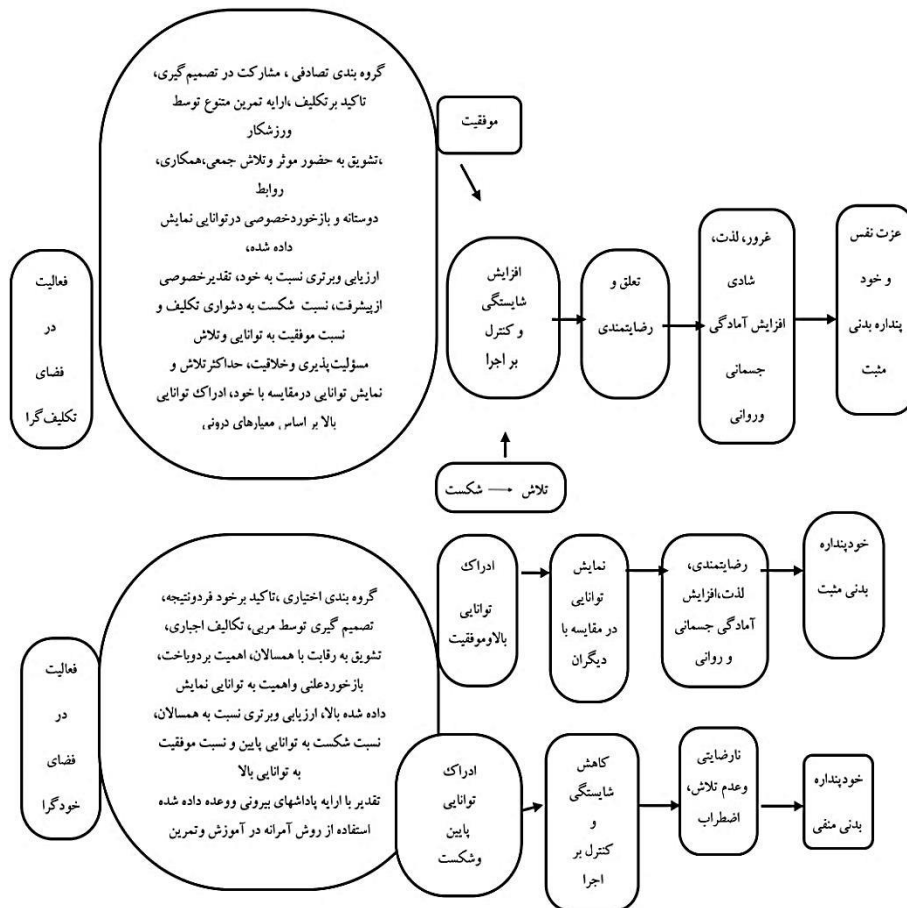 گروه بندی تصادفی ، مشارکت در تصمیم‌گیری،
تاکید برتکلیف ،ارایه تمرین متنوع توسط
ورزشکار
،تشویق به حضور موثر وتلاش جمعی،همکاری،
روابط
دوستانه و بازخوردخصوصی درتوانایی نمایش
داده شده،
ارزیابی وبرتری نسبت به خود، تقدیرخصوصی
ازپیشرفت، نسبت شکست به دشواری تکلیف و
نسبت موفقیت به توانایی وتلاش
مسؤلیت‌پذیری وخلاقیت، حداکثرتلاش و
نمایش توانایی درمقایسه با خود، ادراک توانایی
بالا بر اساس معیارهای درونی
فعالیت
در
فضای
تکلیف‌گرا
موفقیت
افزایش
شایستگی
و کنترل
بر اجرا
تعلق و
رضایتمندی
غرور، لذت،
شادی
افزایش آمادگی
جسمانی
وروانی
عزت نفس
و خود
پنداره بدنی
مثبت
تلاش → شکست
گروه بندی اختیاری ،تاکید برخود فردونتیجه،
تصمیم گیری توسط مربی، تکالیف اجباری،
تشویق به رقابت با همسالان، اهمیت بردوباخت،
بازخوردعلنی واهمیت به توانایی نمایش
داده شده بالا، ارزیابی وبرتری نسبت به همسالان،
نسبت شکست به توانایی پایین و نسبت موفقیت
به توانایی بالا
تقدیر با ارایه پاداشهای بیرونی ووعده داده شده
استفاده از روش آمرانه در آموزش وتمرین
فعالیت
در
فضای
خودگرا
ادراک
توانایی
بالاوموفقیت
نمایش
توانایی
در مقایسه با
دیگران
رضایتمندی،
لذت،افزایش
آمادگی جسمانی
و روانی
خودپنداره
بدنی مثبت
ادراک
توانایی
پایین
وشکست
کاهش
شایستگی
و
کنترل بر
اجرا
نارضایتی
وعدم تلاش،
اضطراب
خودپنداره
بدنی منفی